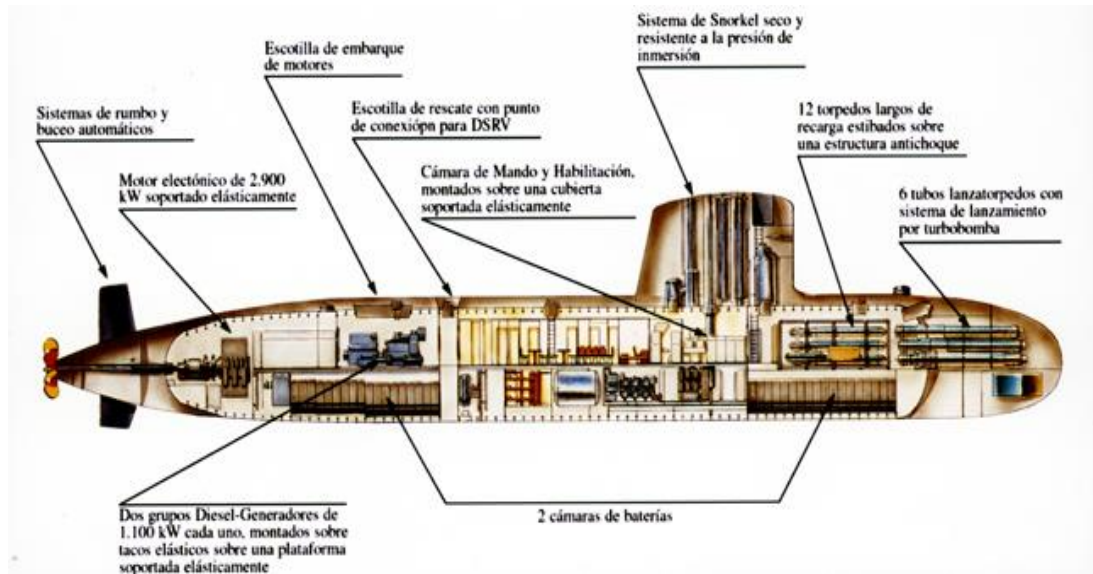 Sistema de Snorkel seco y
resistente a la presión de
inmersión
Escotilla de embarque
de motores
12 torpedos largos de
recarga estibados sobre
una estructura antichoque
Sistemas de rumbo y
buceo automáticos
Escotilla de rescate con punto
de conexiópn para DSRV
Cámara de Mando y Habilitación,
montados sobre una cubierta
soportada elásticamente
Motor electónico de 2.900
kW soportado elásticamente
6 tubos lanzatorpedos con
sistema de lanzamiento
por turbobomba
Dos grupos Diesel-Generadores de
1.100 kW cada uno, montados sobre
tacos elásticos sobre una plataforma
soportada elásticamente
2 cámaras de baterías